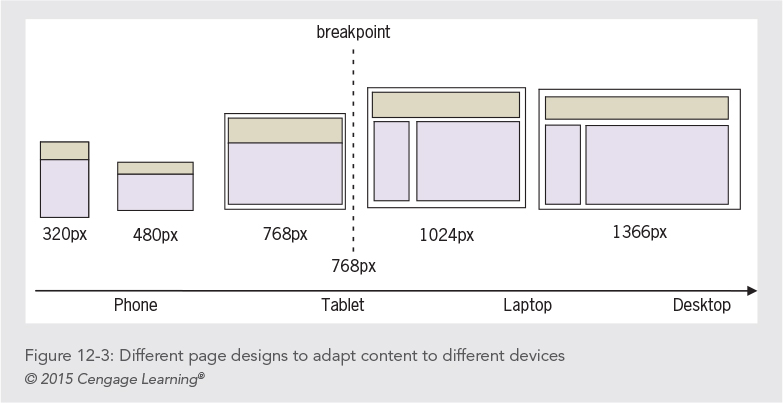 breakpoint
320px
480px
768px
1024px
1366px
768px
Phone
Tablet
Laptop
Desktop
Figure 12-3: Different page designs to adapt content to different devices
© 2015 Cengage Learning®